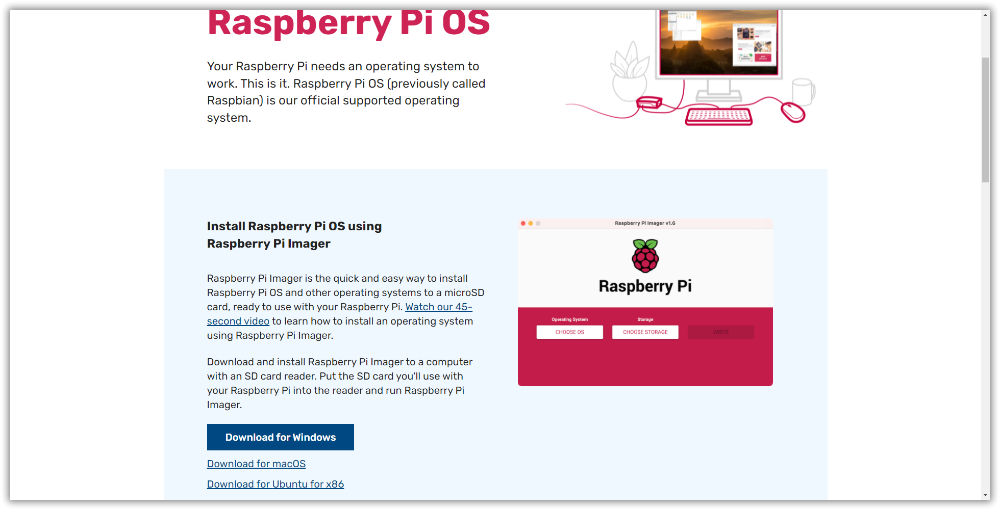 Raspberry Pi OS
Your Raspberry Pi needs an operating system to
work. This is it. Raspberry Pi OS (previously called
Raspbian) is our official supported operating
system.
Install Raspberry Pi OS using
Raspberry Pi Imager
Raspberry Pi Imager is the quick and easy way to install
Raspberry Pi OS and other operating systems to a microSD
card, ready to use with your Raspberry Pi. Watch our 45-
second video to learn how to install an operating system
using Raspberry Pi Imager.
Download and install Raspberry Pi Imager to a computer
with an SD card reader. Put the SD card you'll use with
your Raspberry Pi into the reader and run Raspberry Pi
Imager.
Download for Windows
Download for macOS
Download for Ubuntu for x86
Raspberry Pi Imager v1.6
Raspberry Pi
Operating System
Storage
CHOOSE OS
CHOOSE STORAGE
WRITE